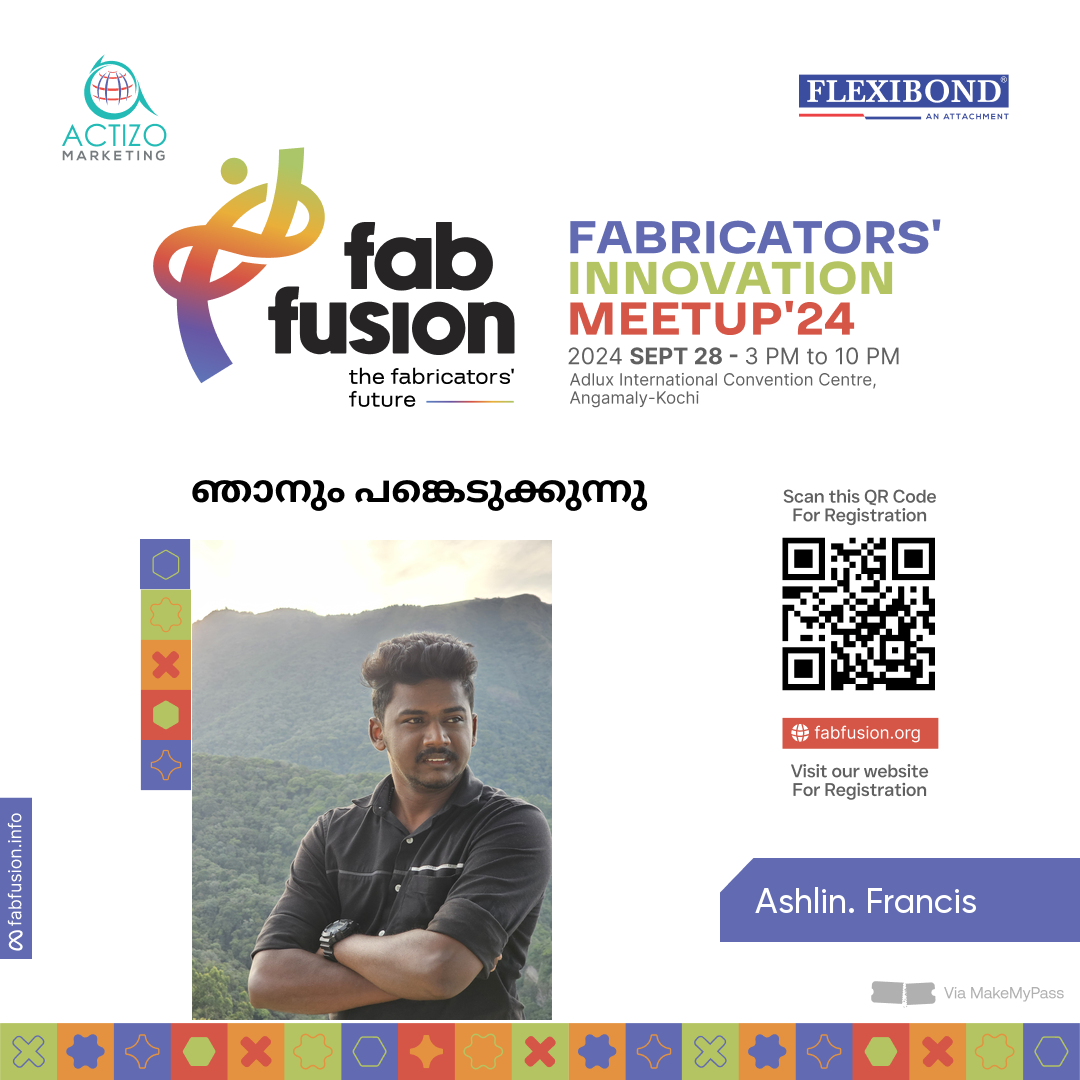 ACTIZO
MARKETING
FLEXIBOND®
AN ATTACHMENT
fab
fusion
the fabricators'
future
FABRICATORS'
INNOVATION
MEETUP'24
2024 SEPT 28 - 3 PM to 10 PM
Adlux International Convention Centre,
Angamaly-Kochi
ഞാനും പങ്കെടുക്കുന്നു
Scan this QR Code
For Registration
fabfusion.org
Visit our website
For Registration
fabfusion.info
Ashlin. Francis
Via MakeMyPass